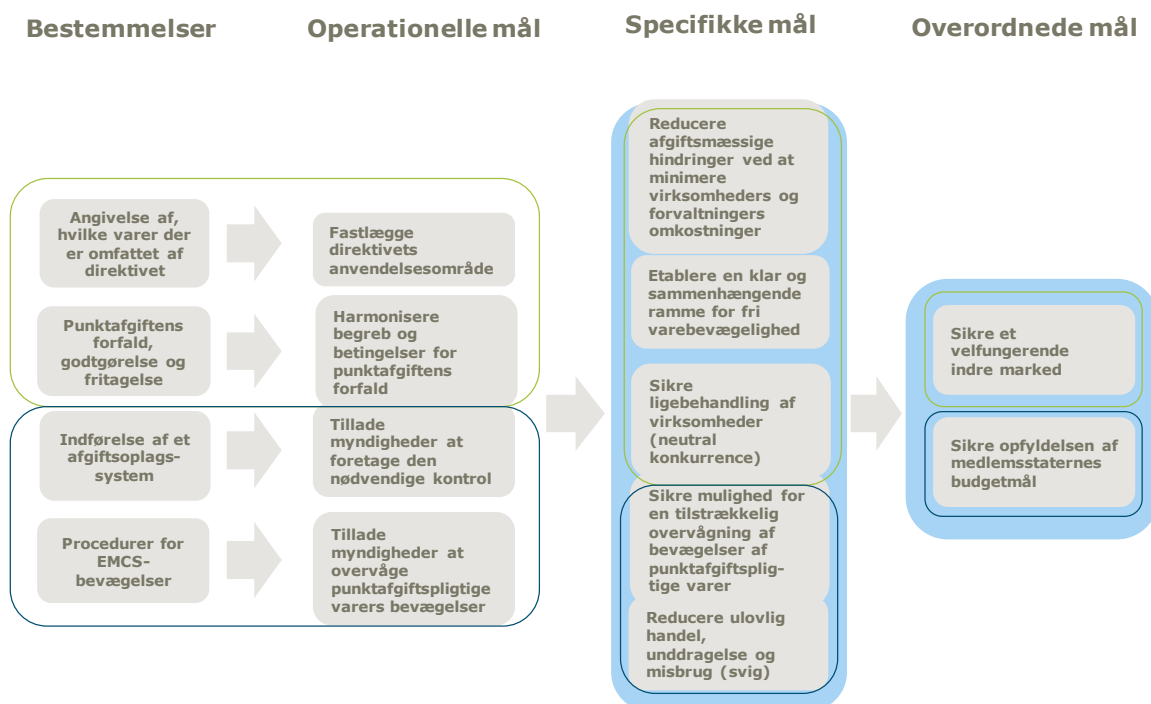 Bestemmelser
Operationelle mål
Specifikke mål
Overordnede mål
Angivelse af,
hvilke varer der
er omfattet af
direktivet
Punktafgiftens
forfald,
godtgørelse og
fritagelse
Indførelse af et
afgiftsoplags-
system
Procedurer for
EMCS-
bevægelser
Fastlægge
direktivets
anvendelsesområde
Harmonisere
begreb og
betingelser for
punktafgiftens
forfald
Tillade
myndigheder at
foretage den
nødvendige kontrol
Tillade
myndigheder at
overvåge
punktafgiftspligtige
varers bevægelser
Reducere
afgiftsmæssige
hindringer ved at
minimere
virksomheders og
forvaltningers
omkostninger
Etablere en klar og
sammenhængende
ramme for fri
varebevægelighed
Sikre
ligebehandling af
virksomheder
(neutral
konkurrence)
Sikre mulighed for
en tilstrækkelig
overvågning af
bevægelser af
punktafgiftspligt-
tige varer
Reducere ulovlig
handel,
unddragelse og
misbrug (svig)
Sikre et
velfungerende
indre marked
Sikre opfyldelsen af
medlemsstaternes
budgetmål